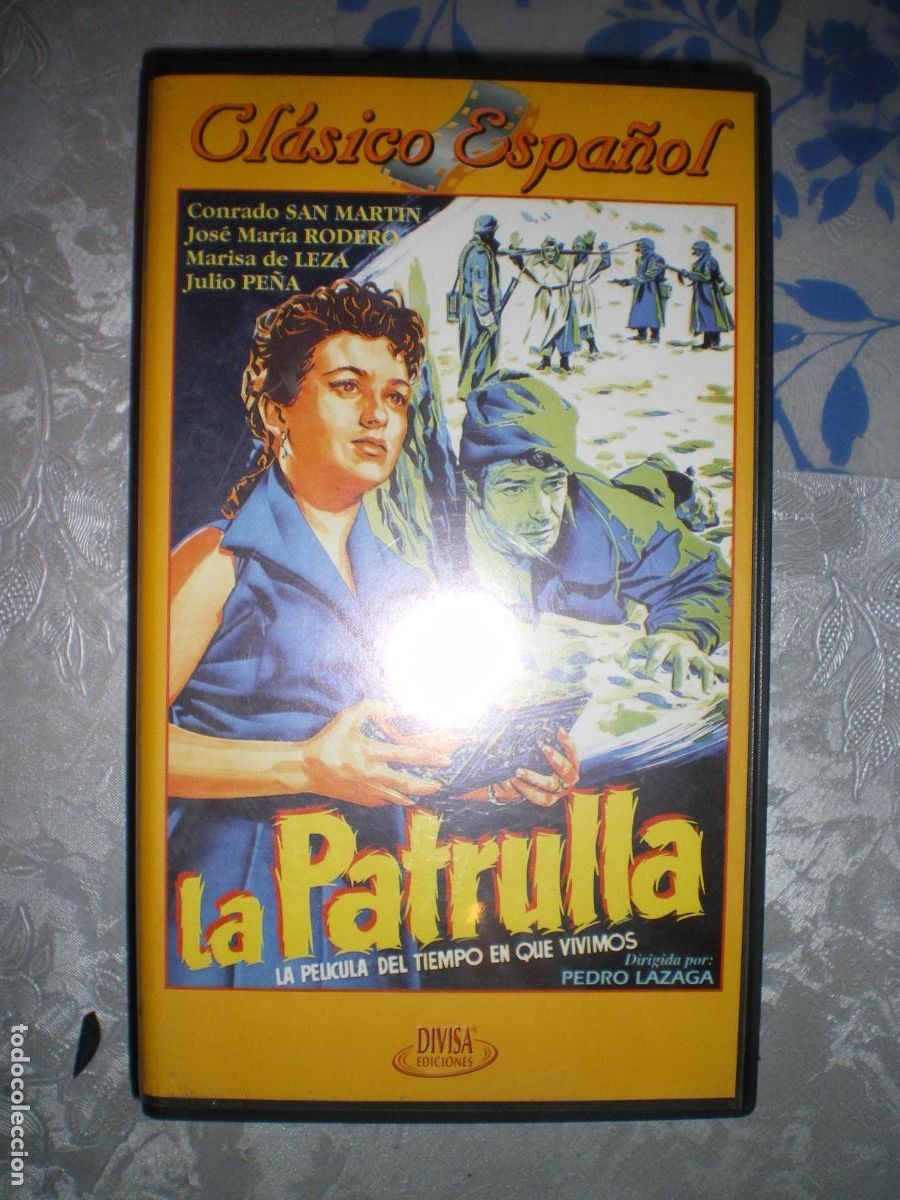 Clásico Español
Conrado SAN MARTIN
José María RODERO
Marisa de LEZA
Julio PEÑA
La Patrulla
LA PELICULA DEL TIEMPO EN QUE VIVIMOS
Dirigida por:
PEDRO LAZAGA
DIVISA®
EDICIONES
todocoleccion